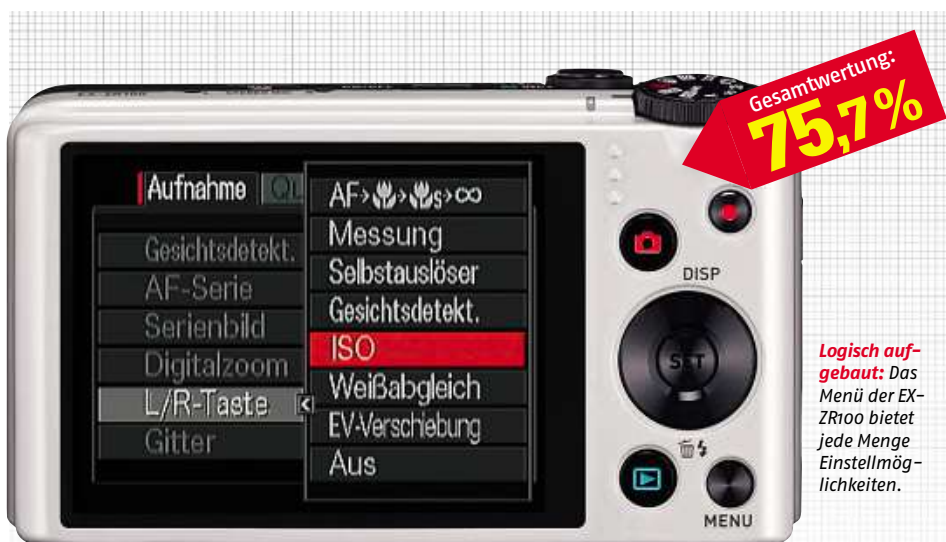 Gesamtwertung:
75,7%
Aufnahme
Gesichtsdetekt.
AF-Serie
Serienbild
Digitalzoom
L/R-Taste
Gitter
AF
Messung
Selbstauslöser
Gesichtsdetekt.
ISO
Weißabgleich
EV-Verschiebung
Aus
DISP
SET
MENU
Logisch auf-
gebaut: Das
Menü der EX-
ZR100 bietet
jede Menge
Einstellmög-
lichkeiten.